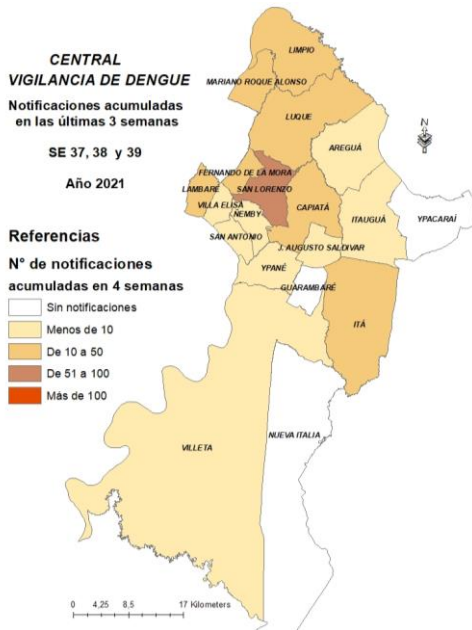 CENTRAL
VIGILANCIA DE DENGUE
Notificaciones acumuladas
en las últimas 3 semanas
SE 37, 38 y 39
Año 2021
Referencias
N° de notificaciones
acumuladas en 4 semanas
Sin notificaciones
Menos de 10
De 10 a 50
De 51 a 100
Más de 100
LIMPIO
MARIANO ROQUE ALONSO
LUQUE
N
AREGUÁ
FERNANDO DE LA MORA
LAMBARÉ
SAN LORENZO
VILLA ELISA
ÑEMBY
CAPIATÁ
ITAUGUÁ
YPACARAÍ
SAN ANTONIO
J. AUGUSTO SALDIVAR
YPANÉ
GUARAMBARÉ
ITÁ
NUEVA ITALIA
VILLETA
0 4,25 8,5 17 Kilometers